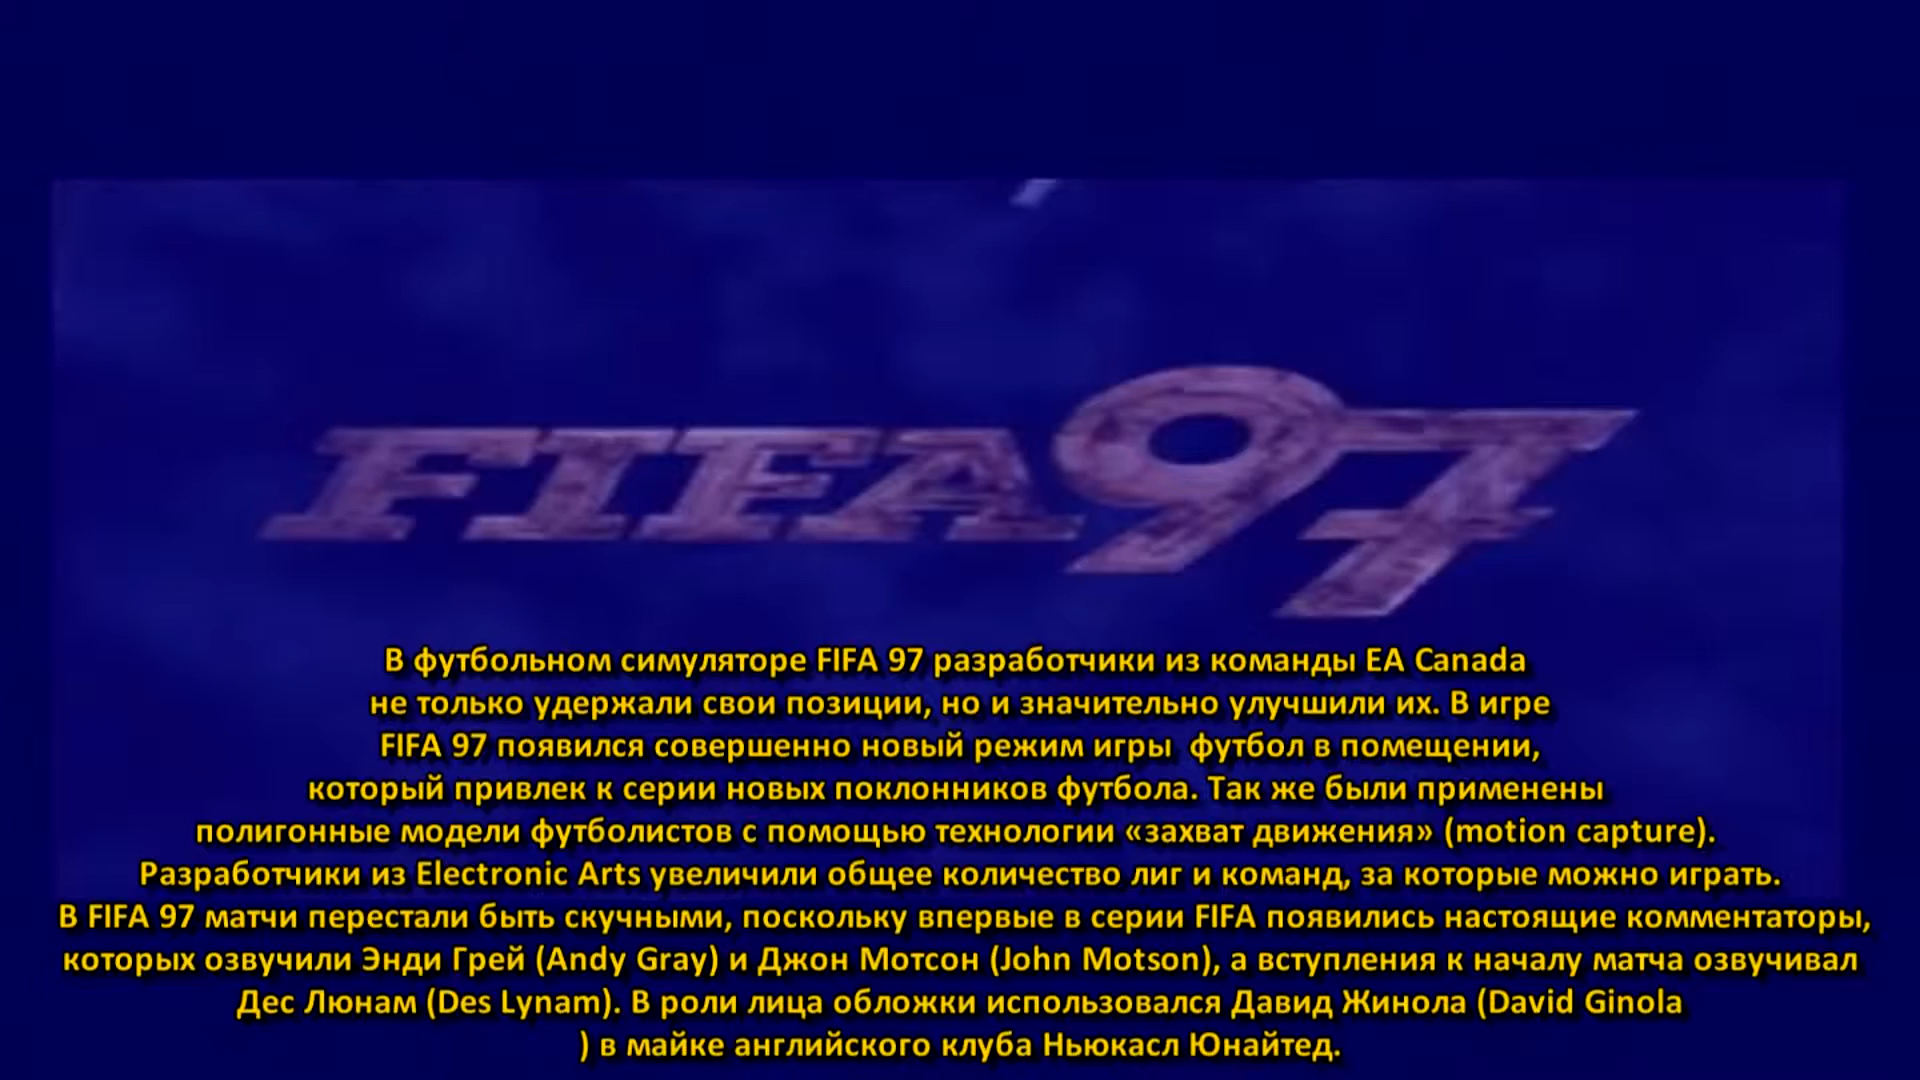 FIFA 97
В футбольном симуляторе FIFA 97 разработчики из команды EA Canada
не только удержали свои позиции, но и значительно улучшили их. В игре
FIFA 97 появился совершенно новый режим игры  футбол в помещении,
который привлек к серии новых поклонников футбола. Так же были применены
полигонные модели футболистов с помощью технологии «захват движения» (motion capture).
Разработчики из Electronic Arts увеличили общее количество лиг и команд, за которые можно играть.
В FIFA 97 матчи перестали быть скучными, поскольку впервые в серии FIFA появились настоящие комментаторы,
которых озвучили Энди Грей (Andy Gray) и Джон Мотсон (John Motson), а вступления к началу матча озвучивал
Дес Люнам (Des Lynam). В роли лица обложки использовался Давид Жинола (David Ginola
) в майке английского клуба Ньюкасл Юнайтед.